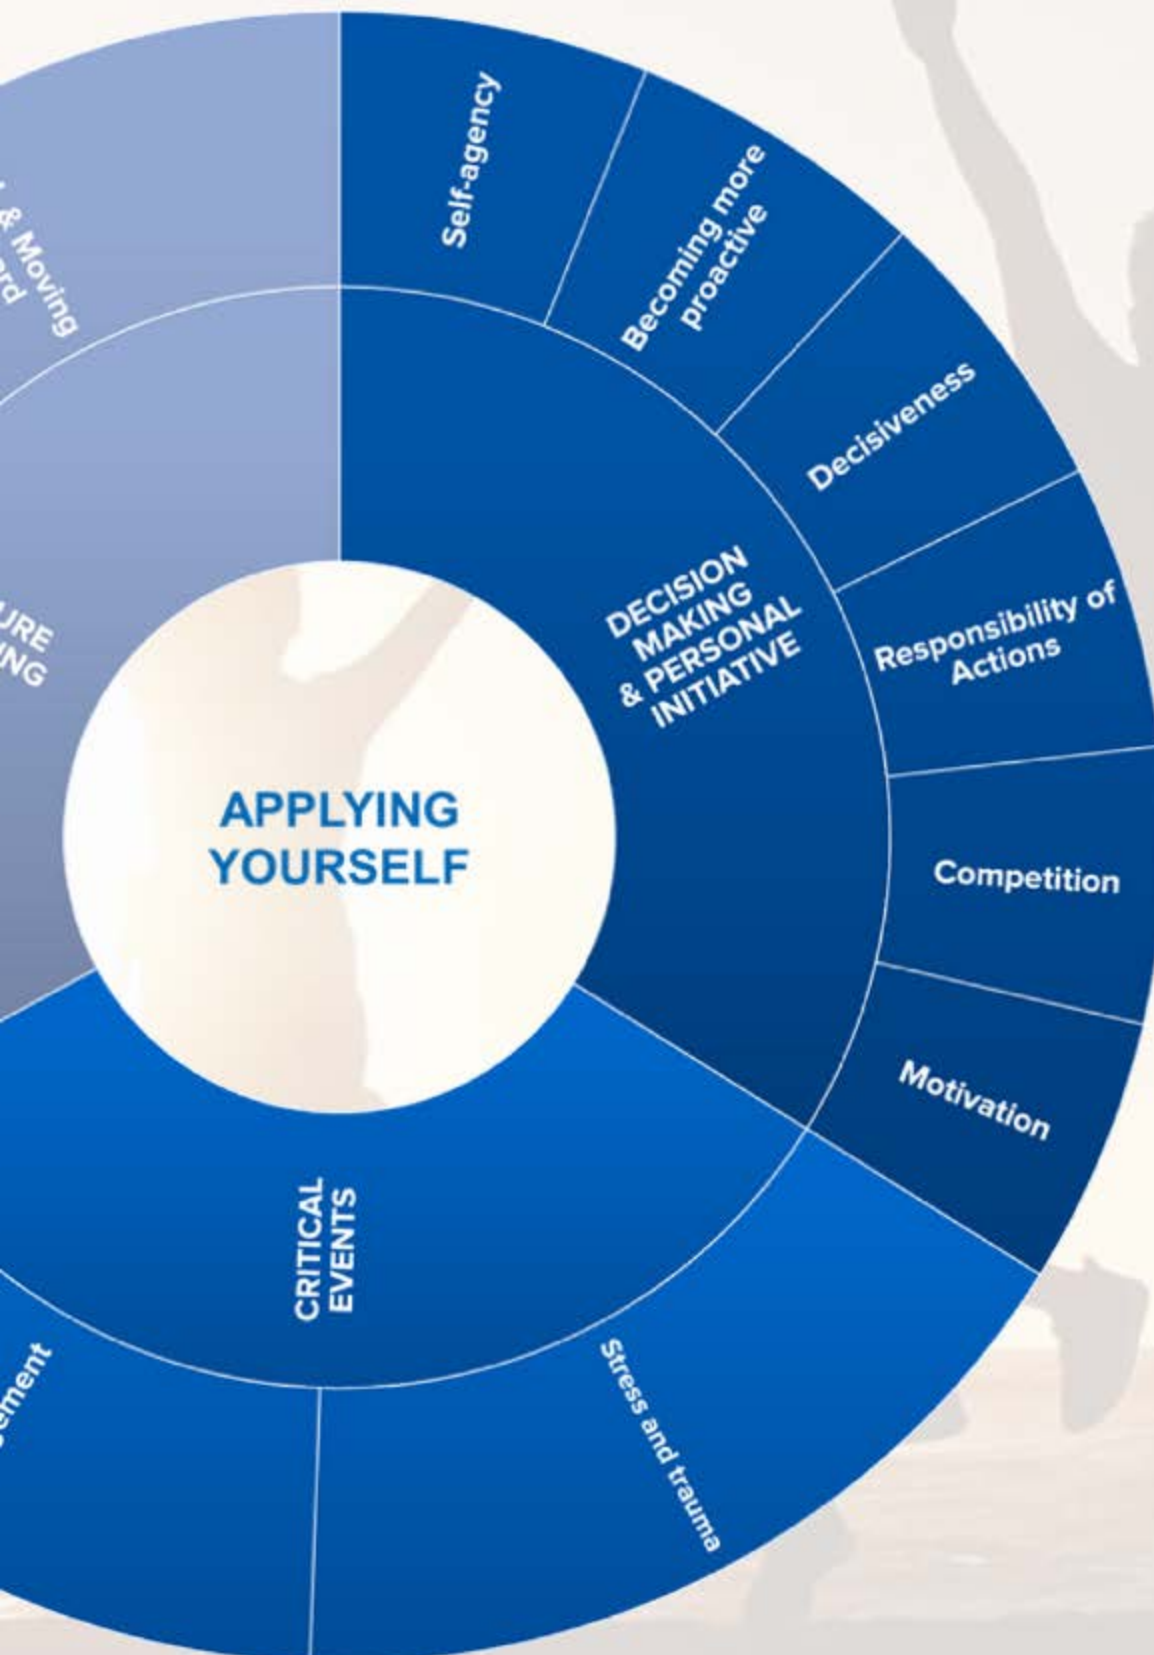 APPLYING
YOURSELF
DECISION
MAKING
& PERSONAL
INITIATIVE
Self-agency
Becoming more
proactive
Decisiveness
Responsibility of
Actions
Competition
Motivation
CRITICAL
EVENTS
Stress and trauma
& Moving